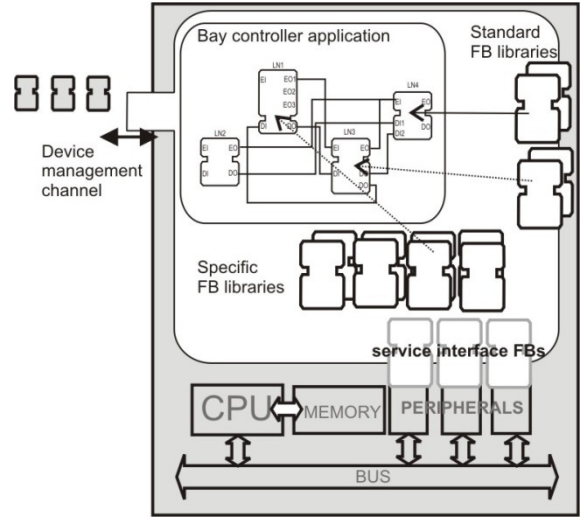 Bay controller application
Standard
FB libraries
LN1
EI
EO1
EO2
EO3
DI
DO
LN2
EI
EO
DI
DO
LN3
EI
EO
DI
DO
LN4
EI
EO
DI1
DO
DI2
Device
management
channel
Specific
FB libraries
service interface FBs
CPU
MEMORY
PERIPHERALS
BUS